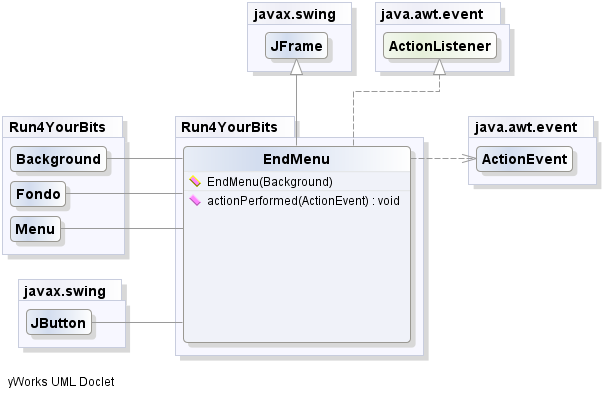 javax.swing
JFrame
java.awt.event
ActionListener
Run4YourBits
Background
Fondo
Menu
Run4YourBits
EndMenu
EndMenu(Background)
actionPerformed(ActionEvent) : void
java.awt.event
ActionEvent
javax.swing
JButton
yWorks UML Doclet